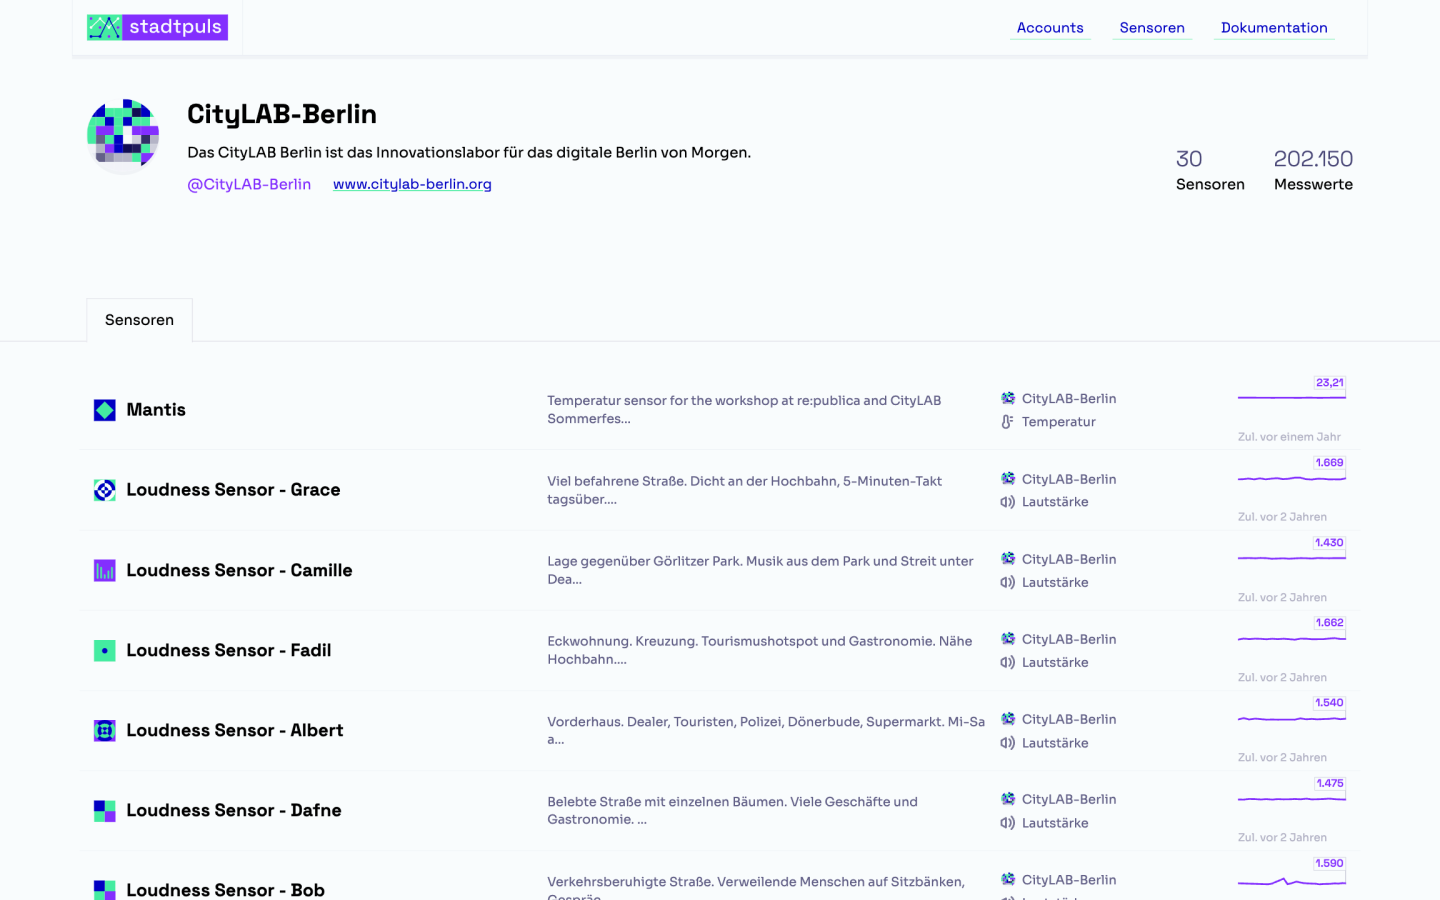 stadtpuls
Accounts
Sensoren
Dokumentation
CityLAB-Berlin
Das CityLAB Berlin ist das Innovationslabor für das digitale Berlin von Morgen.
@CityLAB-Berlin
www.citylab-berlin.org
30
Sensoren
202.150
Messwerte
Sensoren
Mantis
Temperatur sensor for the workshop at re:publica and CityLAB
Sommerfes...
CityLAB-Berlin
Temperatur
23,21
Zul. vor einem Jahr
Loudness Sensor - Grace
Viel befahrene Straße. Dicht an der Hochbahn, 5-Minuten-Takt
tagsüber....
CityLAB-Berlin
Lautstärke
1.669
Zul. vor 2 Jahren
Loudness Sensor - Camille
Lage gegenüber Görlitzer Park. Musik aus dem Park und Streit unter
Dea...
CityLAB-Berlin
Lautstärke
1.430
Zul. vor 2 Jahren
Loudness Sensor - Fadil
Eckwohnung. Kreuzung. Tourismushotspot und Gastronomie. Nähe
Hochbahn....
CityLAB-Berlin
Lautstärke
1.662
Zul. vor 2 Jahren
Loudness Sensor - Albert
Vorderhaus. Dealer, Touristen, Polizei, Dönerbude, Supermarkt. Mi-Sa
a...
CityLAB-Berlin
Lautstärke
1.540
Zul. vor 2 Jahren
Loudness Sensor - Dafne
Belebte Straße mit einzelnen Bäumen. Viele Geschäfte und
Gastronomie. ...
CityLAB-Berlin
Lautstärke
1.475
Zul. vor 2 Jahren
Loudness Sensor - Bob
Verkehrsberuhigte Straße. Verweilende Menschen auf Sitzbänken,
CityLAB-Berlin
1.590